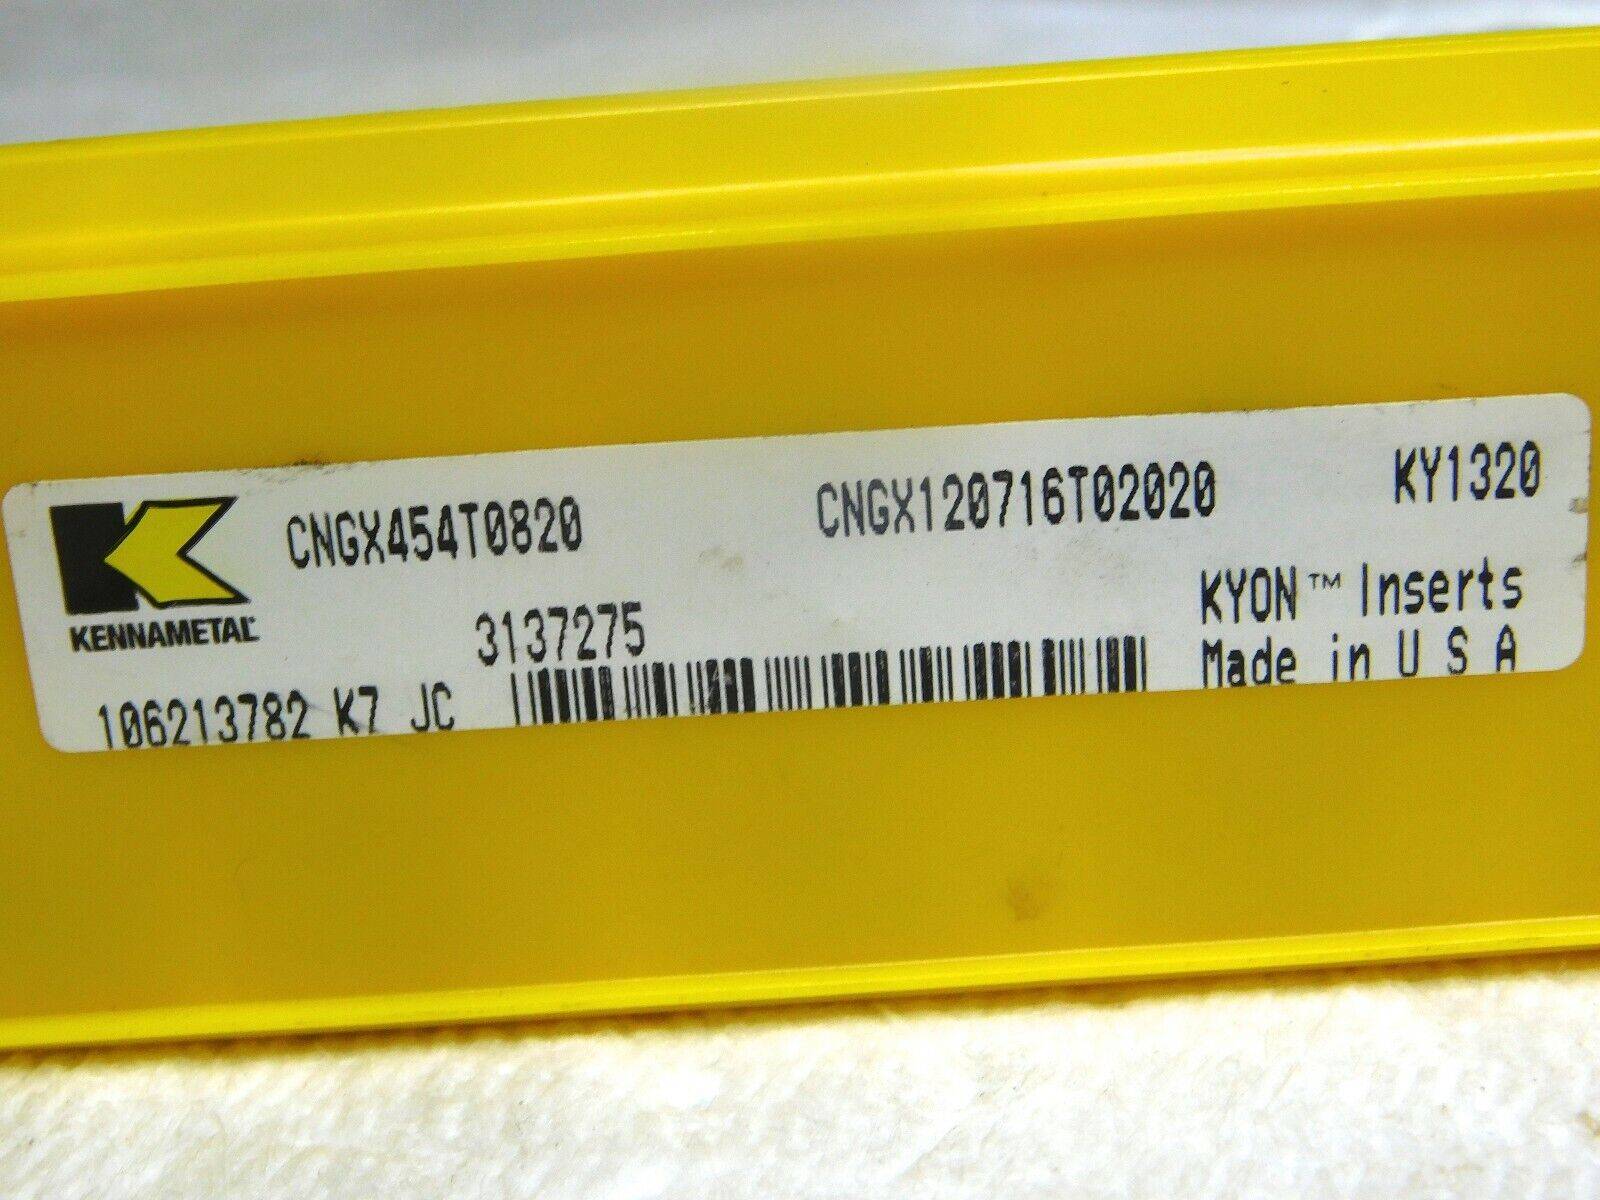 CNGX454T0820 CNGX120716T02020 KY1320
KENNAMETAL
3137275 KYON™ Inserts
106213782 K7 JC Made in U S A